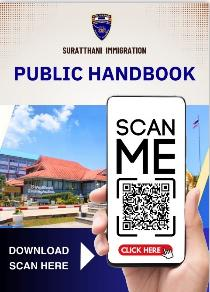 SURATTHANI IMMIGRATION
PUBLIC HANDBOOK
SCAN
ME
CLICK HERE
DOWNLOAD
SCAN HERE